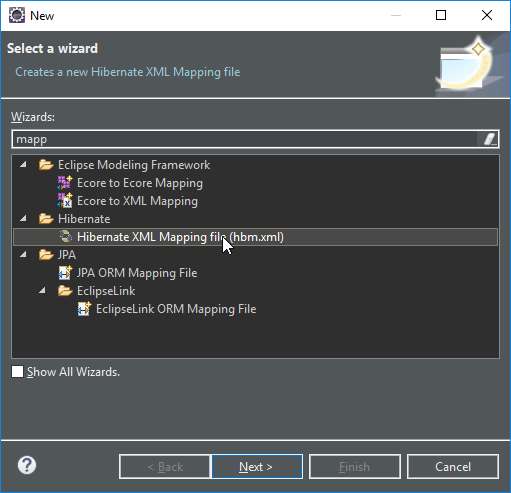 New
Select a wizard
Creates a new Hibernate XML Mapping file
Wizards:
mapp
Eclipse Modeling Framework
Ecore to Ecore Mapping
Ecore to XML Mapping
Hibernate
Hibernate XML Mapping file (hbm.xml)
JPA
JPA ORM Mapping File
EclipseLink
EclipseLink ORM Mapping File
Show All Wizards.
? < Back Next > Finish Cancel